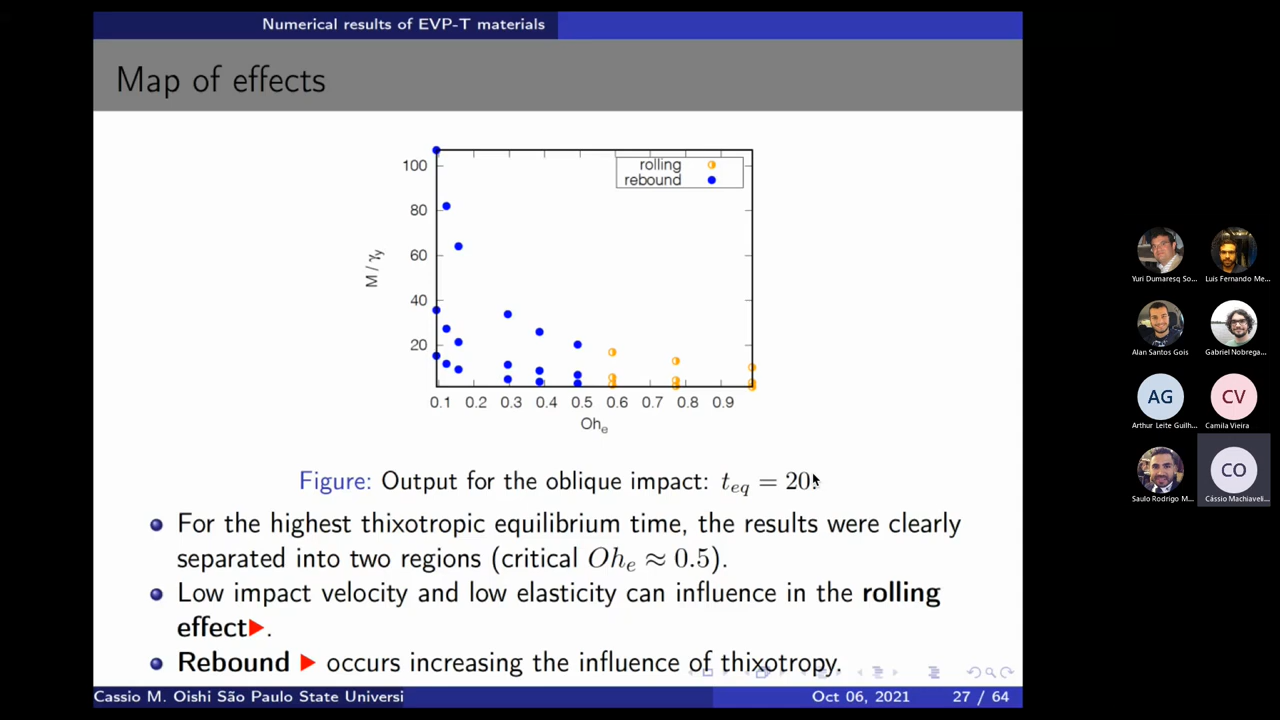 Numerical results of EVP-T materials
Map of effects
rolling
rebound
100
80
60
40
20
M / γy
0.1 0.2 0.3 0.4 0.5 0.6 0.7 0.8 0.9
Ohe
Figure: Output for the oblique impact: teq = 20.
For the highest thixotropic equilibrium time, the results were clearly
separated into two regions (critical Ohe ≈ 0.5).
Low impact velocity and low elasticity can influence in the rolling
effect .
Rebound occurs increasing the influence of thixotropy.
Cassio M. Oishi São Paulo State Universi
Oct 06, 2021
27 / 64
Yuri Dumaresq So...
Luis Fernando Me...
Alan Santos Gois
Gabriel Nobrega...
AG
CV
Arthur Leite Guilh...
Camila Vieira
CO
Saulo Rodrigo M...
Cássio Machiaveli...